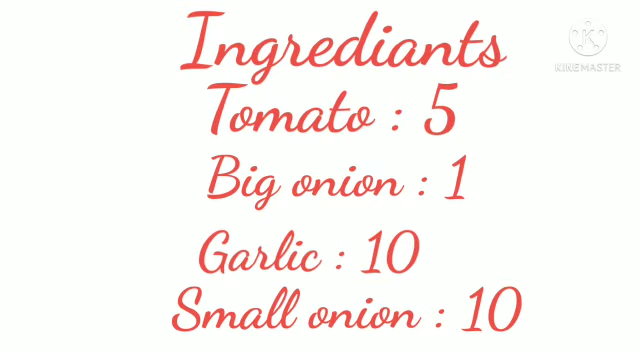 Ingrediants
KINEMASTER
Tomato : 5
Big onion : 1
Garlic : 10
Small onion : 10